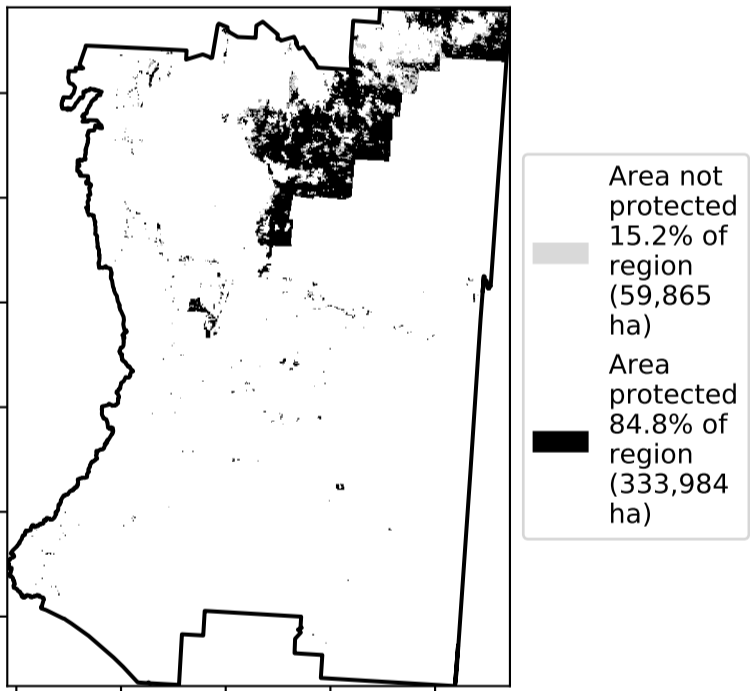 Area not
protected
15.2% of
region
(59,865
ha)
Area
protected
84.8% of
region
(333,984
ha)